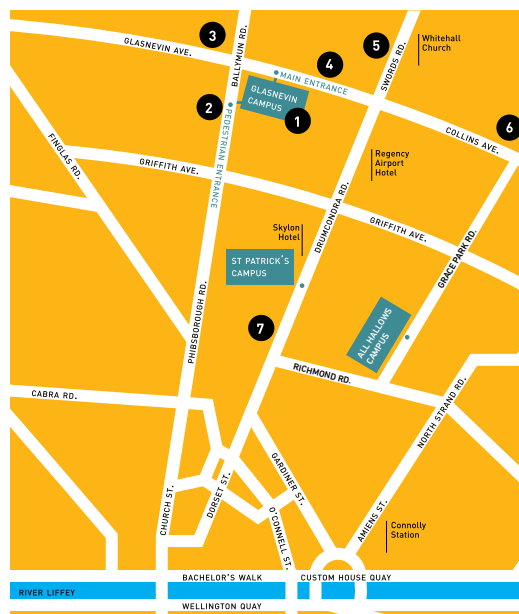 3
GLASNEVIN AVE.
BALLYMUN RD.
5
SWORDS RD.
Whitehall
Church
4
MAIN ENTRANCE
GLASNEVIN
CAMPUS
2
1
6
COLLINS AVE.
PEDESTRIAN ENTRANCE
FINGLAS RD.
GRIFFITH AVE.
Regency
Airport
Hotel
DRUMCONDRA RD.
GRIFFITH AVE.
Skylon
Hotel
GRACE PARK RD.
ST PATRICK'S
CAMPUS
PHIBSBOROUGH RD.
7
ALL HALLOWS
CAMPUS
RICHMOND RD.
CABRA RD.
NORTH STRAND RD.
GARDINER ST.
CHURCH ST.
DORSET ST.
O'CONNELL ST.
AMIENS ST.
Connolly
Station
BACHELOR'S WALK
CUSTOM HOUSE QUAY
RIVER LIFFEY
WELLINGTON QUAY